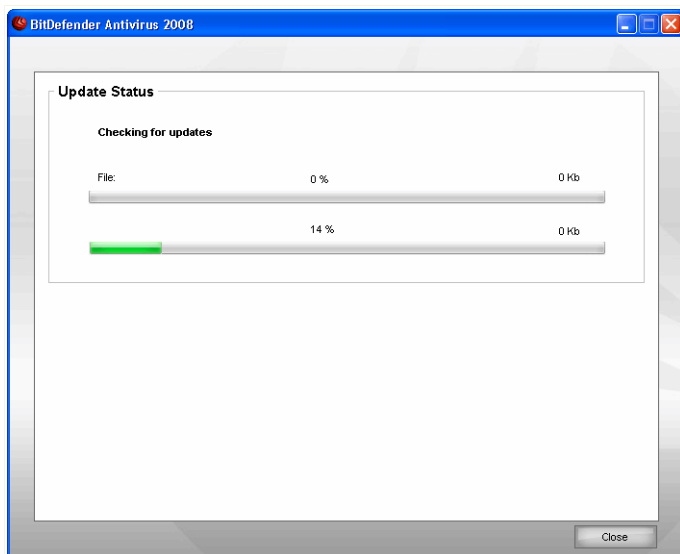 BitDefender Antivirus 2008
Update Status
Checking for updates
File: 0 % 0 Kb
14 % 0 Kb
Close